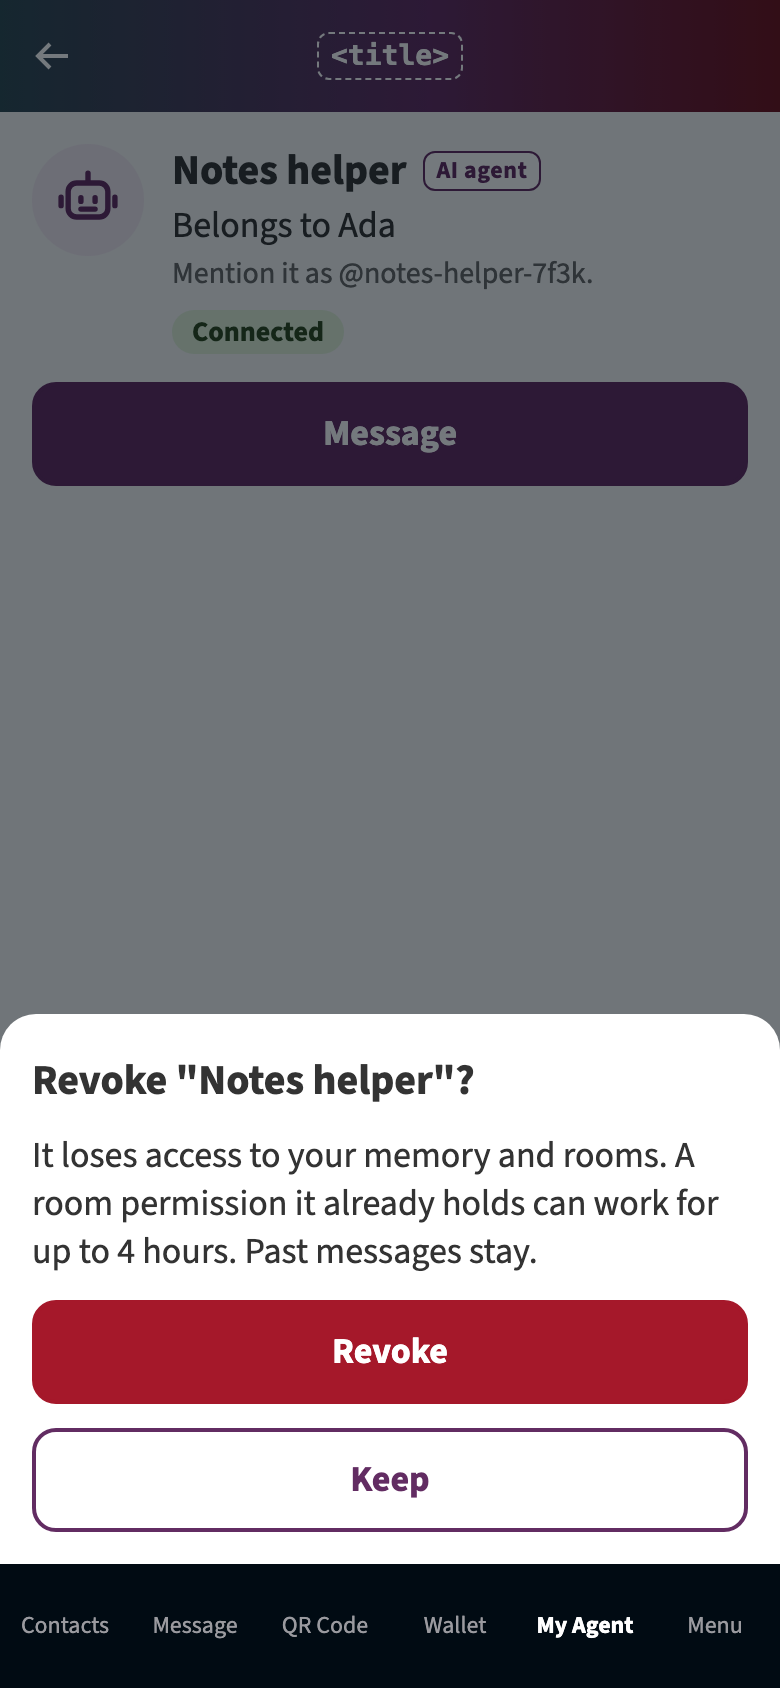 <title>
Notes helper AI agent
Belongs to Ada
Mention it as @notes-helper-7f3k.
Connected
Message
Revoke "Notes helper"?
It loses access to your memory and rooms. A
room permission it already holds can work for
up to 4 hours. Past messages stay.
Revoke
Keep
Contacts Message QR Code Wallet My Agent Menu